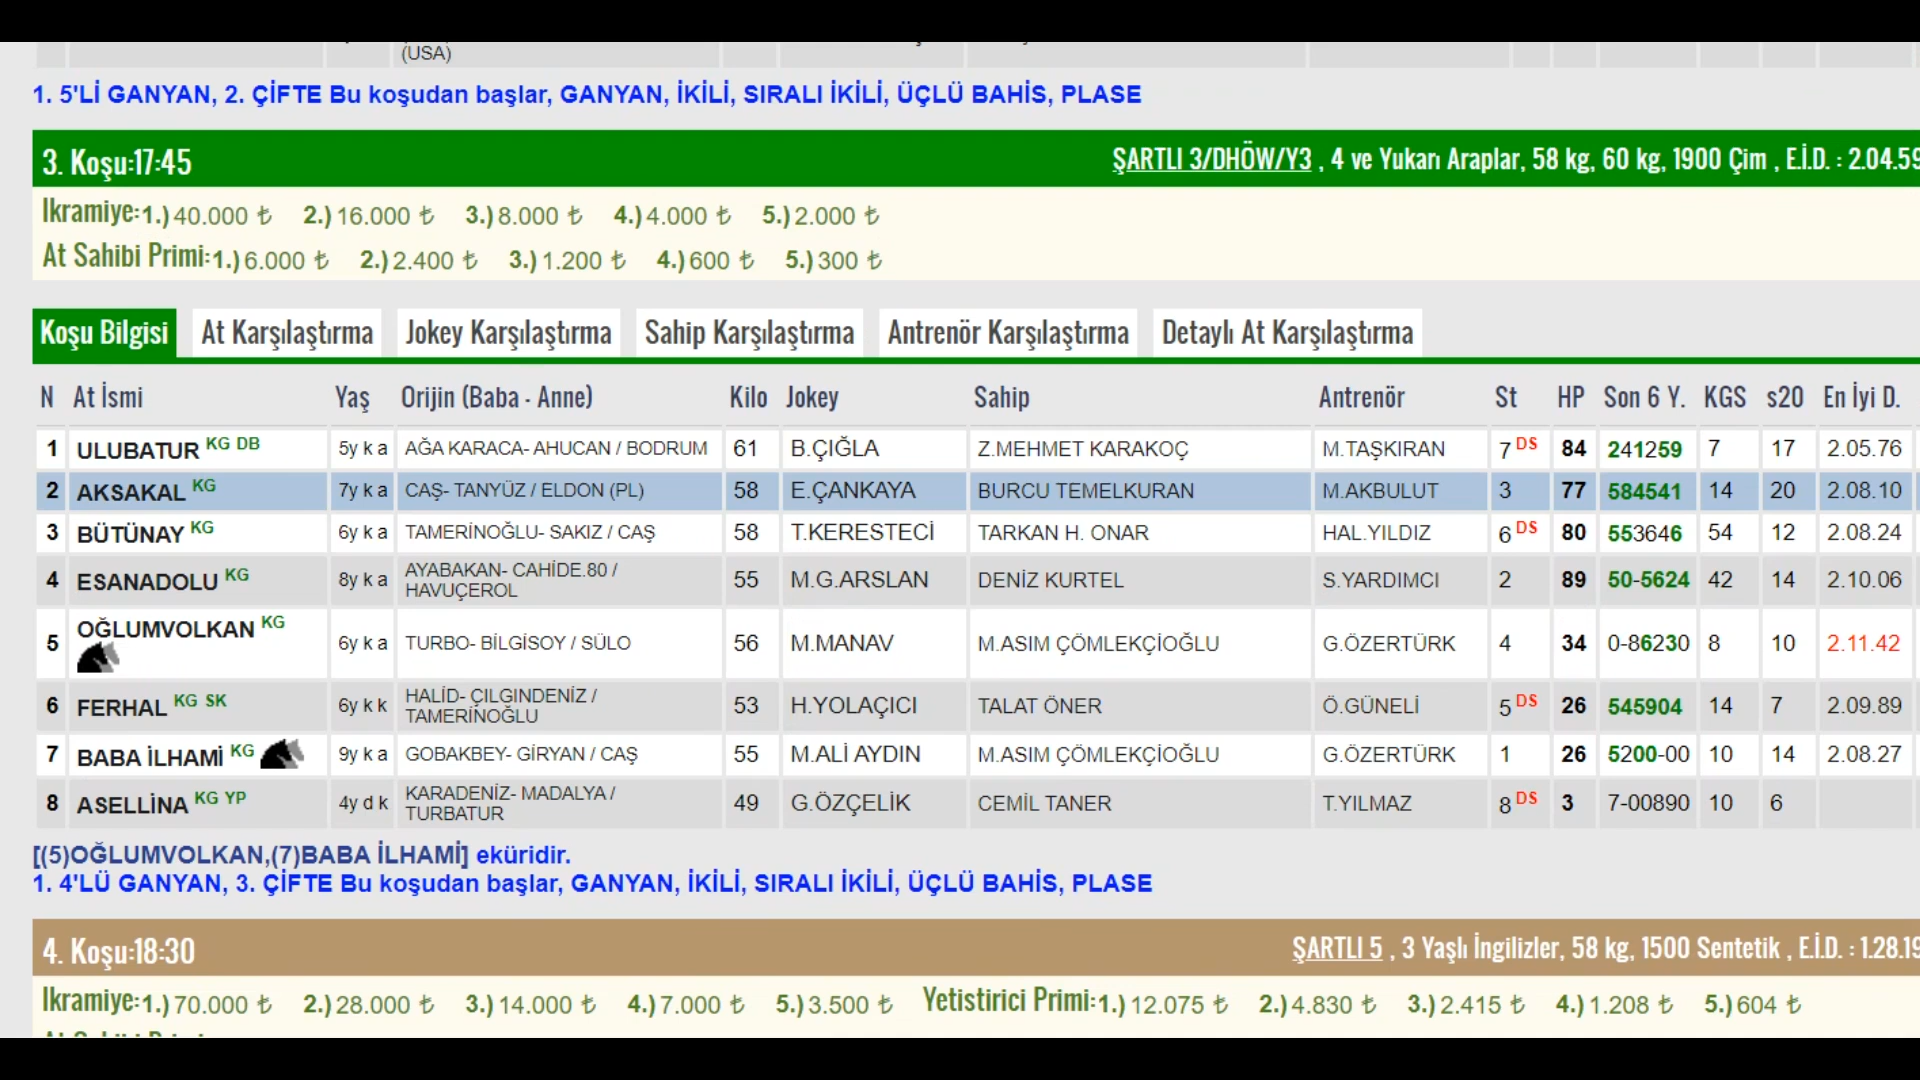 (USA)
1. 5'Lİ GANYAN, 2. ÇİFTE Bu koşudan başlar, GANYAN, İKİLİ, SIRALI İKİLİ, ÜÇLÜ BAHİS, PLASE
3. Koşu:17:45 ŞARTLI 3/DHÖW/Y3 , 4 ve Yukarı Araplar, 58 kg, 60 kg, 1900 Çim , E.İ.D. : 2.04.59
Ikramiye:1.) 40.000 ₺ 2.) 16.000 ₺ 3.) 8.000 ₺ 4.) 4.000 ₺ 5.) 2.000 ₺
At Sahibi Primi:1.) 6.000 ₺ 2.) 2.400 ₺ 3.) 1.200 ₺ 4.) 600 ₺ 5.) 300 ₺
Koşu Bilgisi At Karşılaştırma Jokey Karşılaştırma Sahip Karşılaştırma Antrenör Karşılaştırma Detaylı At Karşılaştırma
N At İsmi Yaş Orijin (Baba - Anne) Kilo Jokey Sahip Antrenör St HP Son 6 Y. KGS s20 En İyi D.
1 ULUBATUR KG DB 5y k a AĞA KARACA- AHUCAN / BODRUM 61 B.ÇIĞLA Z.MEHMET KARAKOÇ M.TAŞKIRAN 7 DS 84 241259 7 17 2.05.76
2 AKSAKAL KG 7y k a CAŞ- TANYÜZ / ELDON (PL) 58 E.ÇANKAYA BURCU TEMELKURAN M.AKBULUT 3 77 584541 14 20 2.08.10
3 BÜTÜNAY KG 6y k a TAMERİNOĞLU- SAKIZ / CAŞ 58 T.KERESTECİ TARKAN H. ONAR HAL.YILDIZ 6 DS 80 553646 54 12 2.08.24
4 ESANADOLU KG 8y k a AYABAKAN- CAHİDE.80 / HAVUÇEROL 55 M.G.ARSLAN DENİZ KURTEL S.YARDIMCI 2 89 50-5624 42 14 2.10.06
5 OĞLUMVOLKAN KG 6y k a TURBO- BİLGİSOY / SÜLO 56 M.MANAV M.ASIM ÇÖMLEKÇİOĞLU G.ÖZERTÜRK 4 34 0-86230 8 10 2.11.42
6 FERHAL KG SK 6y k k HALİD- ÇILGINDENİZ / TAMERİNOĞLU 53 H.YOLAÇICI TALAT ÖNER Ö.GÜNELİ 5 DS 26 545904 14 7 2.09.89
7 BABA İLHAMİ KG 9y k a GOBAKBEY- GİRYAN / CAŞ 55 M.ALİ AYDIN M.ASIM ÇÖMLEKÇİOĞLU G.ÖZERTÜRK 1 26 5200-00 10 14 2.08.27
8 ASELLİNA KG YP 4y d k KARADENİZ- MADALYA / TURBATUR 49 G.ÖZÇELİK CEMİL TANER T.YILMAZ 8 DS 3 7-00890 10 6
[(5)OĞLUMVOLKAN,(7)BABA İLHAMİ] eküridir.
1. 4'LÜ GANYAN, 3. ÇİFTE Bu koşudan başlar, GANYAN, İKİLİ, SIRALI İKİLİ, ÜÇLÜ BAHİS, PLASE
4. Koşu:18:30 ŞARTLI 5 , 3 Yaşlı İngilizler, 58 kg, 1500 Sentetik , E.İ.D. : 1.28.19
Ikramiye:1.) 70.000 ₺ 2.) 28.000 ₺ 3.) 14.000 ₺ 4.) 7.000 ₺ 5.) 3.500 ₺ Yetistirici Primi:1.) 12.075 ₺ 2.) 4.830 ₺ 3.) 2.415 ₺ 4.) 1.208 ₺ 5.) 604 ₺